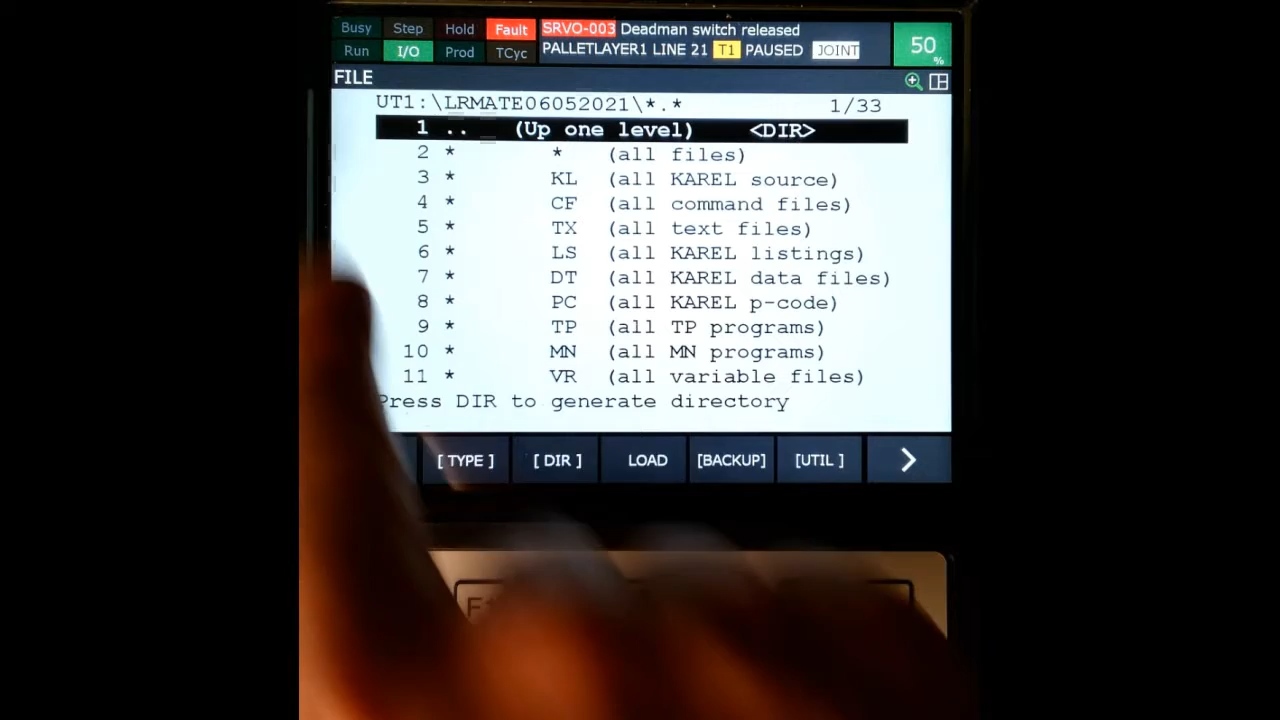 Busy Step Hold Fault SRVO-003 Deadman switch released
Run I/O Prod TCyc PALLETLAYER1 LINE 21 T1 PAUSED JOINT
50 %
FILE
UT1:\LRMATE06052021\*.* 1/33
1 .. (Up one level) <DIR>
2 * * (all files)
3 * KL (all KAREL source)
4 * CF (all command files)
5 * TX (all text files)
6 * LS (all KAREL listings)
7 * DT (all KAREL data files)
8 * PC (all KAREL p-code)
9 * TP (all TP programs)
10 * MN (all MN programs)
11 * VR (all variable files)
Press DIR to generate directory
[ TYPE ] [ DIR ] LOAD [BACKUP] [UTIL ] >